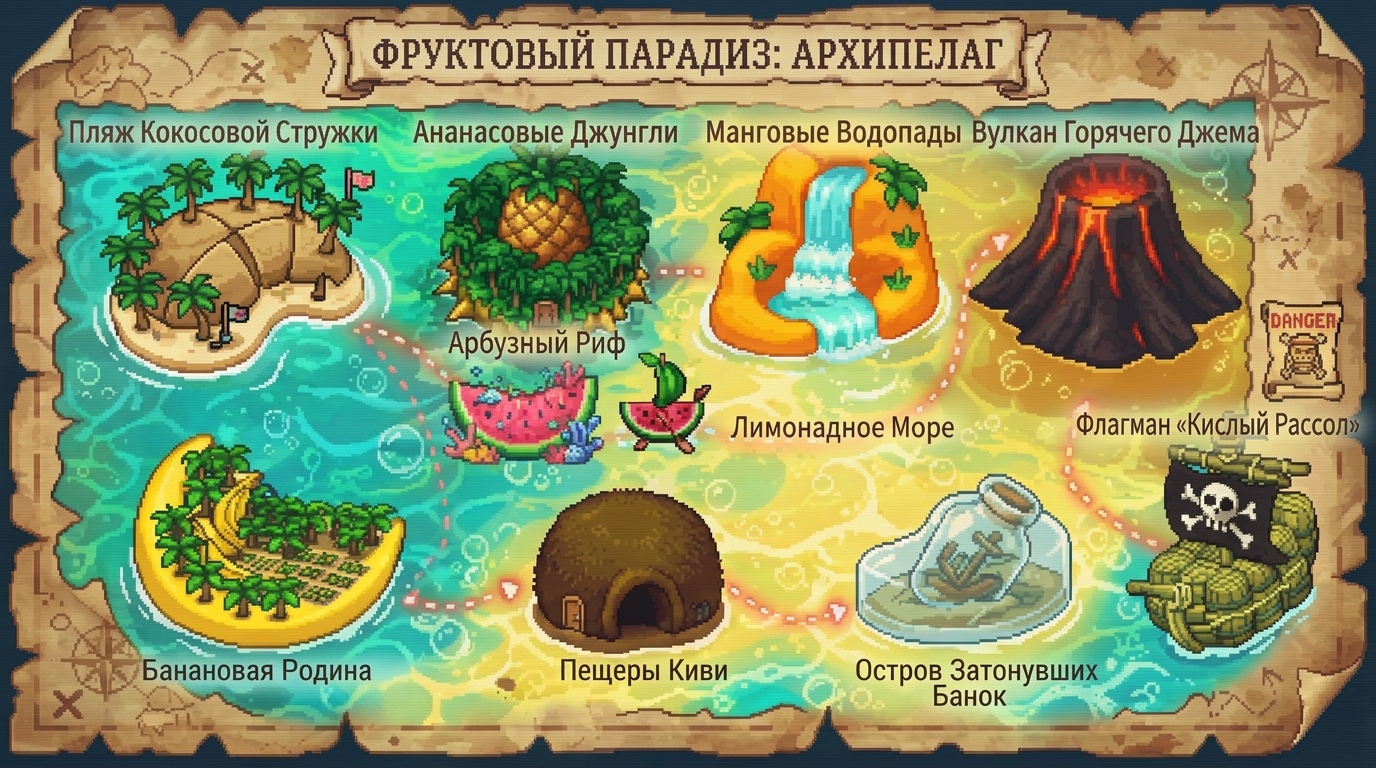 ФРУКТОВЫЙ ПАРАДИЗ: АРХИПЕЛАГ
Пляж Кокосовой Стружки
Ананасовые Джунгли
Манговые Водопады
Вулкан Горячего Джема
DANGER
Арбузный Риф
Лимонадное Море
Флагман «Кислый Рассол»
Банановая Родина
Пещеры Киви
Остров Затонувших
Банок